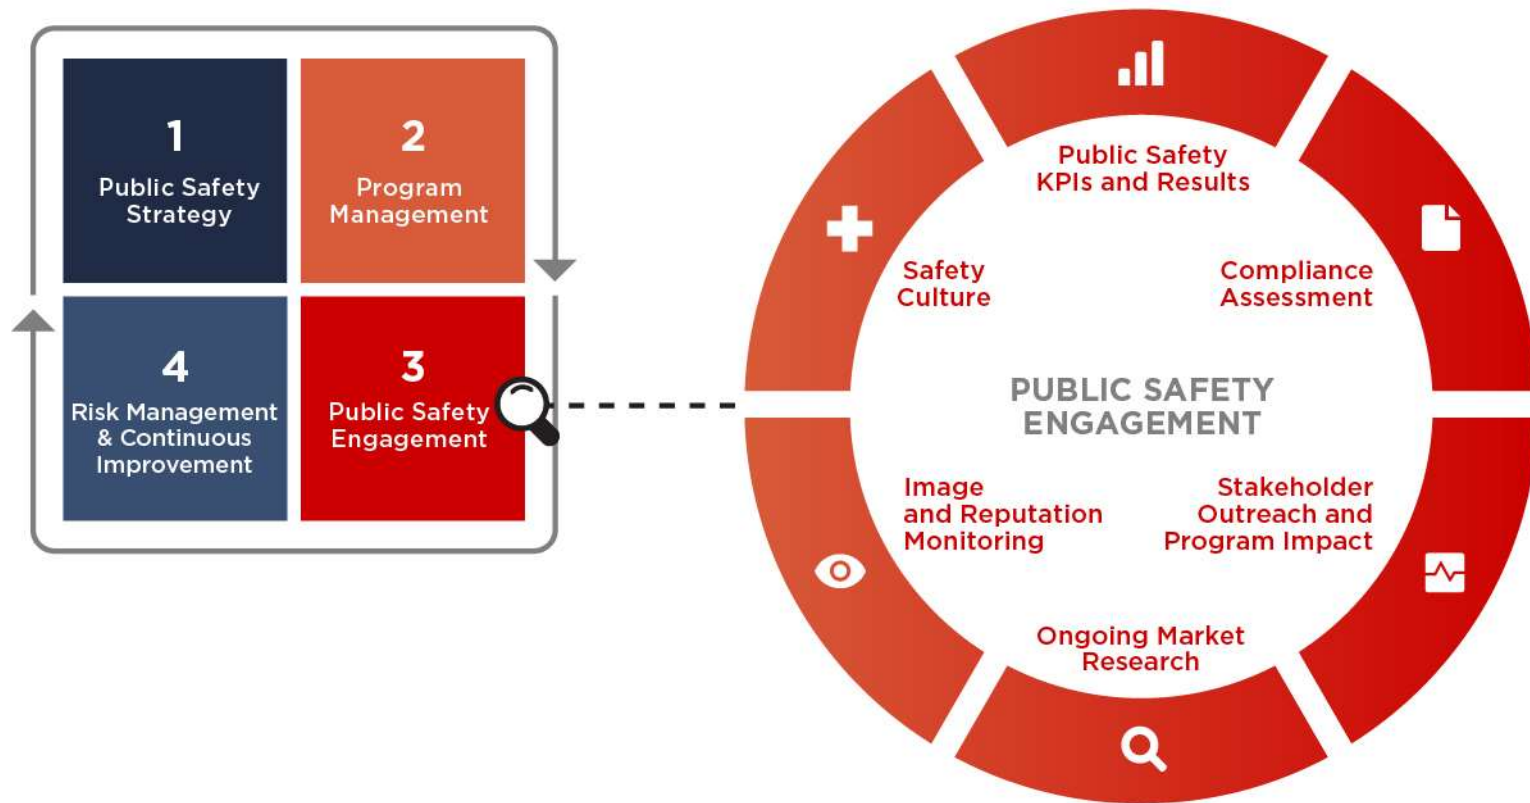 1
Public Safety
Strategy
2
Program
Management
4
Risk Management
& Continuous
Improvement
3
Public Safety
Engagement
Public Safety
KPIs and Results
Safety
Culture
Compliance
Assessment
PUBLIC SAFETY
ENGAGEMENT
Image
and Reputation
Monitoring
Stakeholder
Outreach and
Program Impact
Ongoing Market
Research